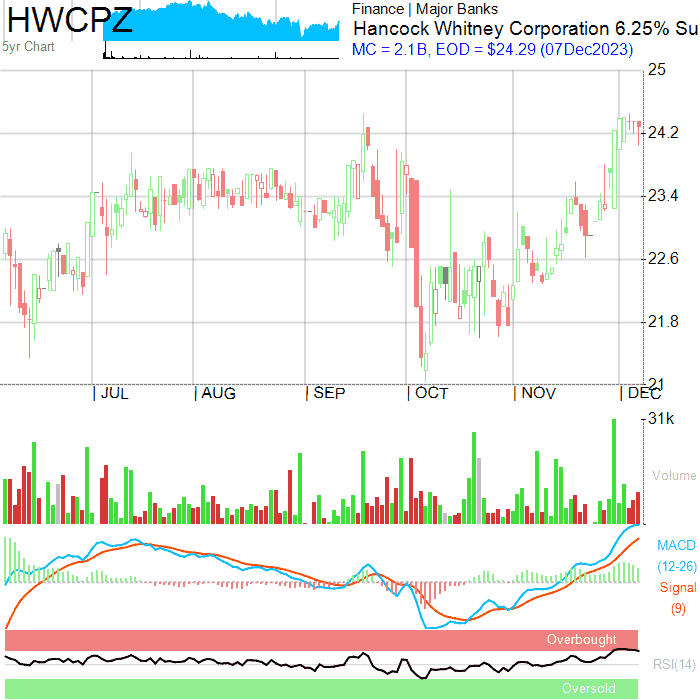 HWCPZ
5yr Chart
Finance | Major Banks
Hancock Whitney Corporation 6.25% Su
MC = 2.1B, EOD = $24.29 (07Dec2023)
25
24.2
23.4
22.6
21.8
21
JUL AUG SEP OCT NOV DEC
31k
Volume
MACD
(12-26)
Signal
(9)
Overbought
RSI(14)
Oversold